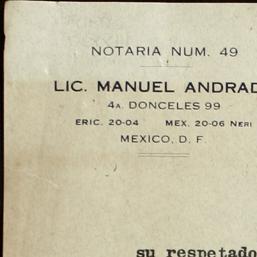 NOTARIA NUM. 49
LIC. MANUEL ANDRAD
4A. DONCELES 99
ERIC. 20-04 MEX. 20-06 NERI
MEXICO, D. F.
su respetado